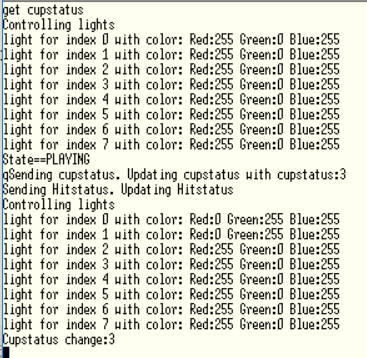 get cupstatus
Controlling lights
light for index 0 with color: Red:255 Green:0 Blue:255
light for index 1 with color: Red:255 Green:0 Blue:255
light for index 2 with color: Red:255 Green:0 Blue:255
light for index 3 with color: Red:255 Green:0 Blue:255
light for index 4 with color: Red:255 Green:0 Blue:255
light for index 5 with color: Red:255 Green:0 Blue:255
light for index 6 with color: Red:255 Green:0 Blue:255
light for index 7 with color: Red:255 Green:0 Blue:255
State==PLAYING
qSending cupstatus. Updating cupstatus with cupstatus:3
Sending Hitstatus. Updating Hitstatus
Controlling lights
light for index 0 with color: Red:0 Green:255 Blue:255
light for index 1 with color: Red:0 Green:255 Blue:255
light for index 2 with color: Red:255 Green:0 Blue:255
light for index 3 with color: Red:255 Green:0 Blue:255
light for index 4 with color: Red:255 Green:0 Blue:255
light for index 5 with color: Red:255 Green:0 Blue:255
light for index 6 with color: Red:255 Green:0 Blue:255
light for index 7 with color: Red:255 Green:0 Blue:255
Cupstatus change:3